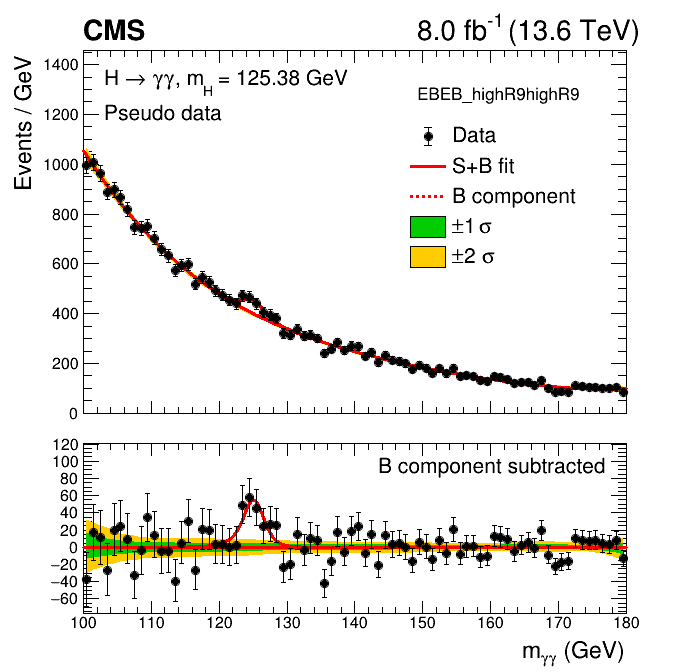 CMS 8.0 fb⁻¹ (13.6 TeV)
H → γγ, m_H = 125.38 GeV
Pseudo data
EBEB_highR9highR9
Data
S+B fit
B component
±1 σ
±2 σ
Events / GeV
1400
1200
1000
800
600
400
200
0
B component subtracted
120
100
80
60
40
20
0
−20
−40
−60
100 110 120 130 140 150 160 170 180
m_γγ (GeV)